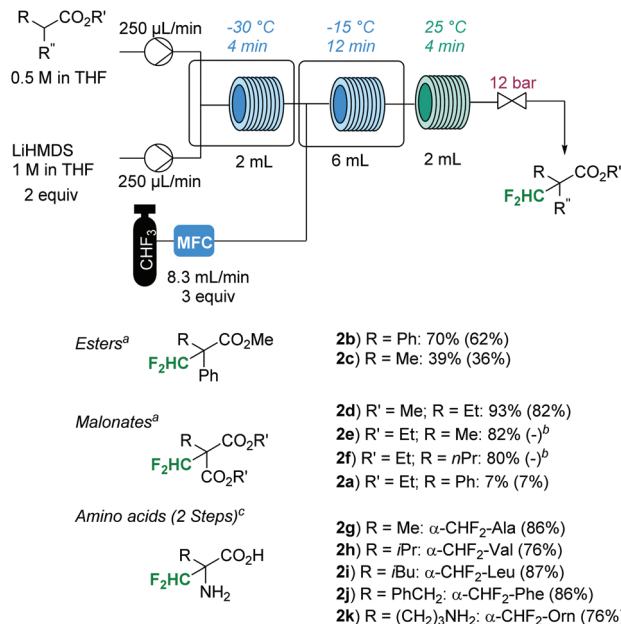 R CO₂R'
R"
0.5 M in THF
250 µL/min
LiHMDS
1 M in THF
2 equiv
250 µL/min
-30 °C
4 min
2 mL
-15 °C
12 min
6 mL
25 °C
4 min
2 mL
12 bar
R CO₂R'
F₂HC
R"
CHF₃
MFC
8.3 mL/min
3 equiv
Estersᵃ
R CO₂Me
F₂HC
Ph
2b) R = Ph: 70% (62%)
2c) R = Me: 39% (36%)
Malonatesᵃ
R CO₂R'
F₂HC
CO₂R'
2d) R' = Me; R = Et: 93% (82%)
2e) R' = Et; R = Me: 82% (-)ᵇ
2f) R' = Et; R = nPr: 80% (-)ᵇ
2a) R' = Et; R = Ph: 7% (7%)
Amino acids (2 Steps)ᶜ
R CO₂H
F₂HC
NH₂
2g) R = Me: α-CHF₂-Ala (86%)
2h) R = iPr: α-CHF₂-Val (76%)
2i) R = iBu: α-CHF₂-Leu (87%)
2j) R = PhCH₂: α-CHF₂-Phe (86%)
2k) R = (CH₂)₃NH₂: α-CHF₂-Orn (76%